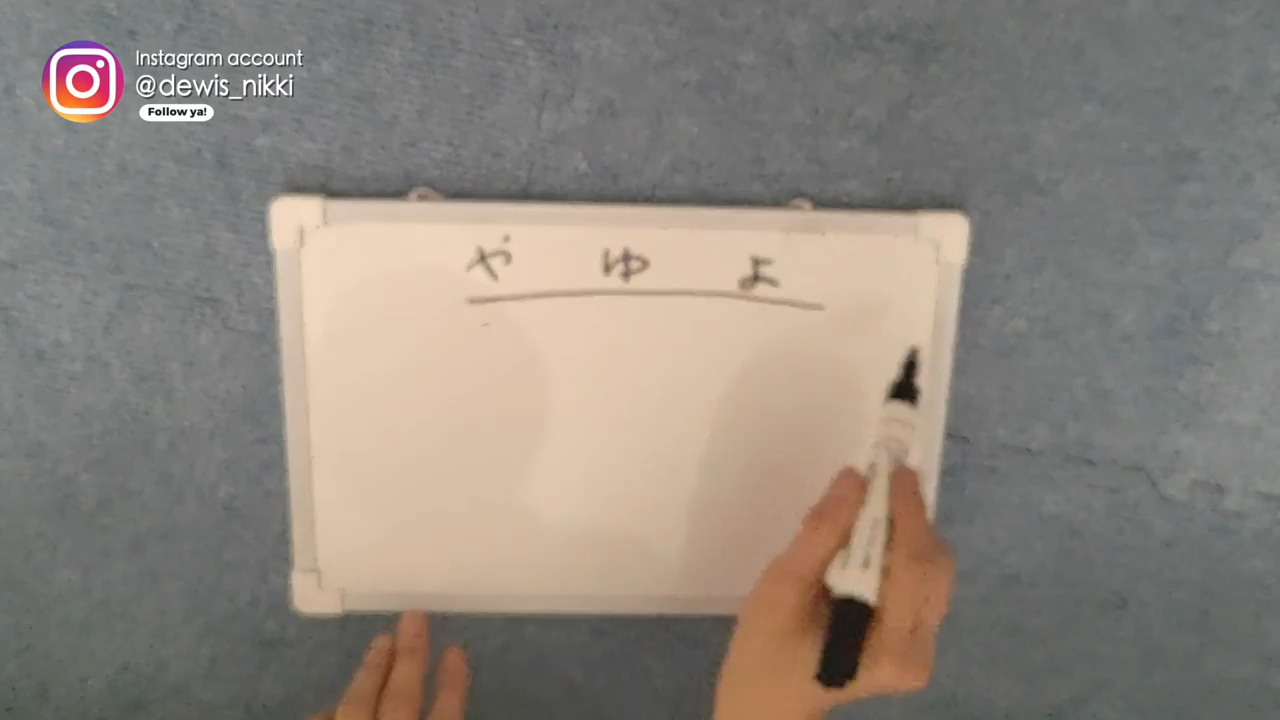 Instagram account
@dewis_nikki
Follow ya!
や ゆ よ